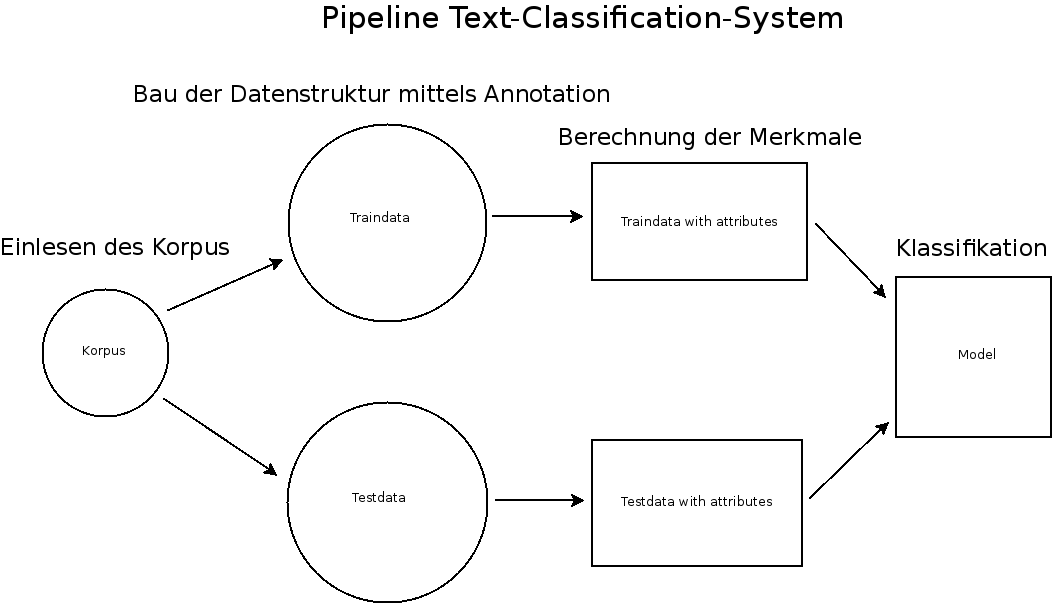 Pipeline Text-Classification-System
Bau der Datenstruktur mittels Annotation
Berechnung der Merkmale
Traindata
Traindata with attributes
Einlesen des Korpus
Klassifikation
Korpus
Model
Testdata
Testdata with attributes